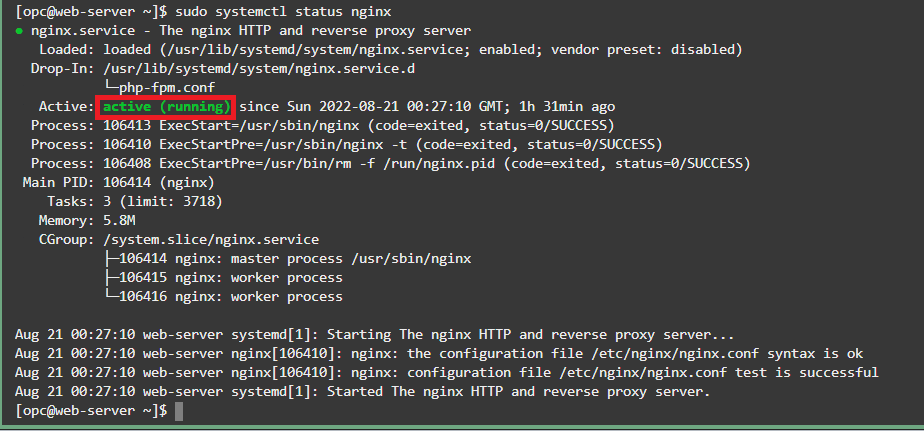 [opc@web-server ~]$ sudo systemctl status nginx
● nginx.service - The nginx HTTP and reverse proxy server
   Loaded: loaded (/usr/lib/systemd/system/nginx.service; enabled; vendor preset: disabled)
  Drop-In: /usr/lib/systemd/system/nginx.service.d
           └─php-fpm.conf
   Active: active (running) since Sun 2022-08-21 00:27:10 GMT; 1h 31min ago
  Process: 106413 ExecStart=/usr/sbin/nginx (code=exited, status=0/SUCCESS)
  Process: 106410 ExecStartPre=/usr/sbin/nginx -t (code=exited, status=0/SUCCESS)
  Process: 106408 ExecStartPre=/usr/bin/rm -f /run/nginx.pid (code=exited, status=0/SUCCESS)
 Main PID: 106414 (nginx)
    Tasks: 3 (limit: 3718)
   Memory: 5.8M
   CGroup: /system.slice/nginx.service
           ├─106414 nginx: master process /usr/sbin/nginx
           ├─106415 nginx: worker process
           └─106416 nginx: worker process

Aug 21 00:27:10 web-server systemd[1]: Starting The nginx HTTP and reverse proxy server...
Aug 21 00:27:10 web-server nginx[106410]: nginx: the configuration file /etc/nginx/nginx.conf syntax is ok
Aug 21 00:27:10 web-server nginx[106410]: nginx: configuration file /etc/nginx/nginx.conf test is successful
Aug 21 00:27:10 web-server systemd[1]: Started The nginx HTTP and reverse proxy server.
[opc@web-server ~]$